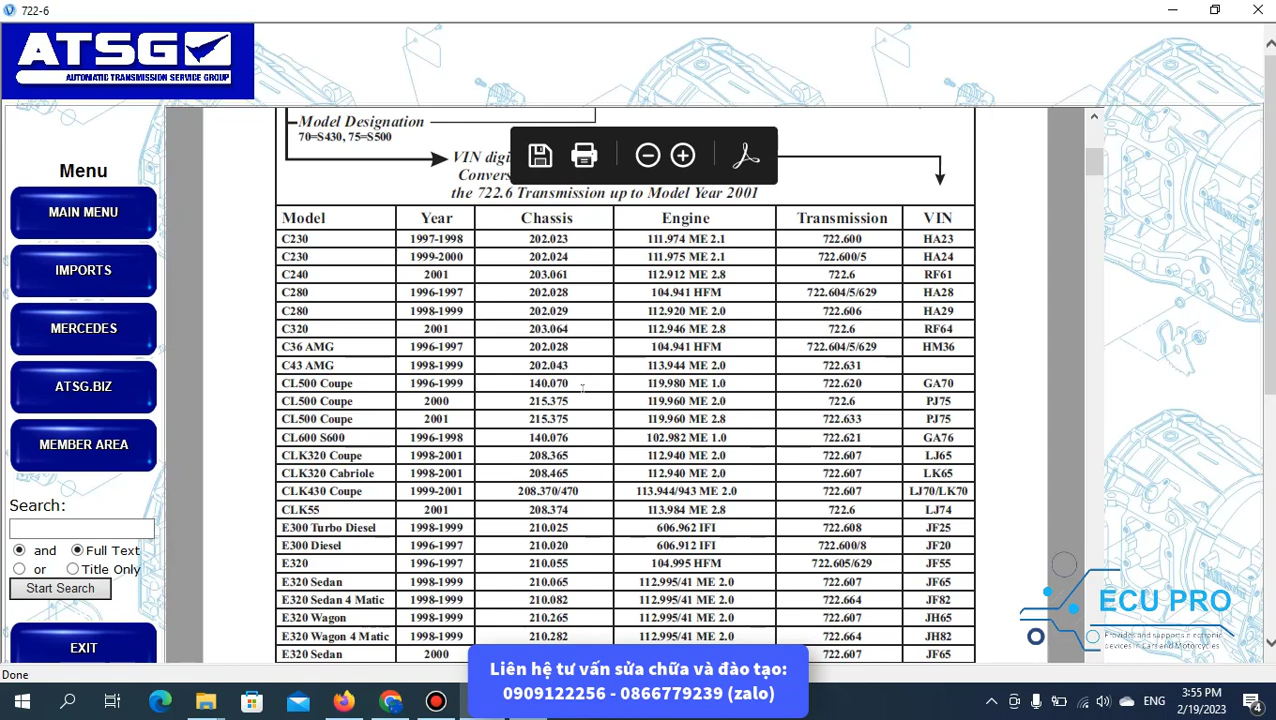 722-6
ATSG
AUTOMATIC TRANSMISSION SERVICE GROUP
Menu
MAIN MENU
IMPORTS
MERCEDES
ATSG.BIZ
MEMBER AREA
Search:
and Full Text
or Title Only
Start Search
EXIT
Done
Model Designation
70=S430, 75=S500
VIN digi
Conver
the 722.6 Transmission up to Model Year 2001
Model Year Chassis Engine Transmission VIN
C230 1997-1998 202.023 111.974 ME 2.1 722.600 HA23
C230 1999-2000 202.024 111.975 ME 2.1 722.600/5 HA24
C240 2001 203.061 112.912 ME 2.8 722.6 RF61
C280 1996-1997 202.028 104.941 HFM 722.604/5/629 HA28
C280 1998-1999 202.029 112.920 ME 2.0 722.606 HA29
C320 2001 203.064 112.946 ME 2.8 722.6 RF64
C36 AMG 1996-1997 202.028 104.941 HFM 722.604/5/629 HM36
C43 AMG 1998-1999 202.043 113.944 ME 2.0 722.631
CL500 Coupe 1996-1999 140.070 119.980 ME 1.0 722.620 GA70
CL500 Coupe 2000 215.375 119.960 ME 2.0 722.6 PJ75
CL500 Coupe 2001 215.375 119.960 ME 2.8 722.633 PJ75
CL600 S600 1996-1998 140.076 102.982 ME 1.0 722.621 GA76
CLK320 Coupe 1998-2001 208.365 112.940 ME 2.0 722.607 LJ65
CLK320 Cabriole 1998-2001 208.465 112.940 ME 2.0 722.607 LK65
CLK430 Coupe 1999-2001 208.370/470 113.944/943 ME 2.0 722.607 LJ70/LK70
CLK55 2001 208.374 113.984 ME 2.8 722.6 LJ74
E300 Turbo Diesel 1998-1999 210.025 606.962 IFI 722.608 JF25
E300 Diesel 1996-1997 210.020 606.912 IFI 722.600/8 JF20
E320 1996-1997 210.055 104.995 HFM 722.605/629 JF55
E320 Sedan 1998-1999 210.065 112.995/41 ME 2.0 722.607 JF65
E320 Sedan 4 Matic 1998-1999 210.082 112.995/41 ME 2.0 722.664 JF82
E320 Wagon 1998-1999 210.265 112.995/41 ME 2.0 722.607 JH65
E320 Wagon 4 Matic 1998-1999 210.282 112.995/41 ME 2.0 722.664 JH82
E320 Sedan 2000 722.607 JF65
ECU PRO
Provides and supports electronic
devices in Cars and Motorcycles
Liên hệ tư vấn sửa chữa và đào tạo:
0909122256 - 0866779239 (zalo)
ENG
3:55 PM
2/19/2023
4